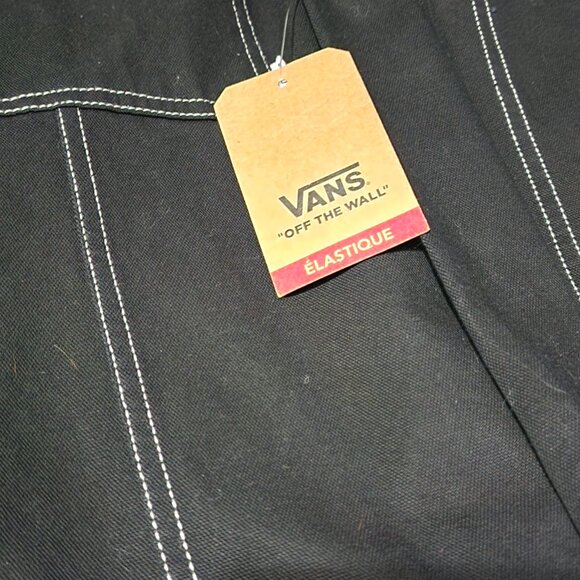 VANS®
"OFF THE WALL"
ÉLASTIQUE